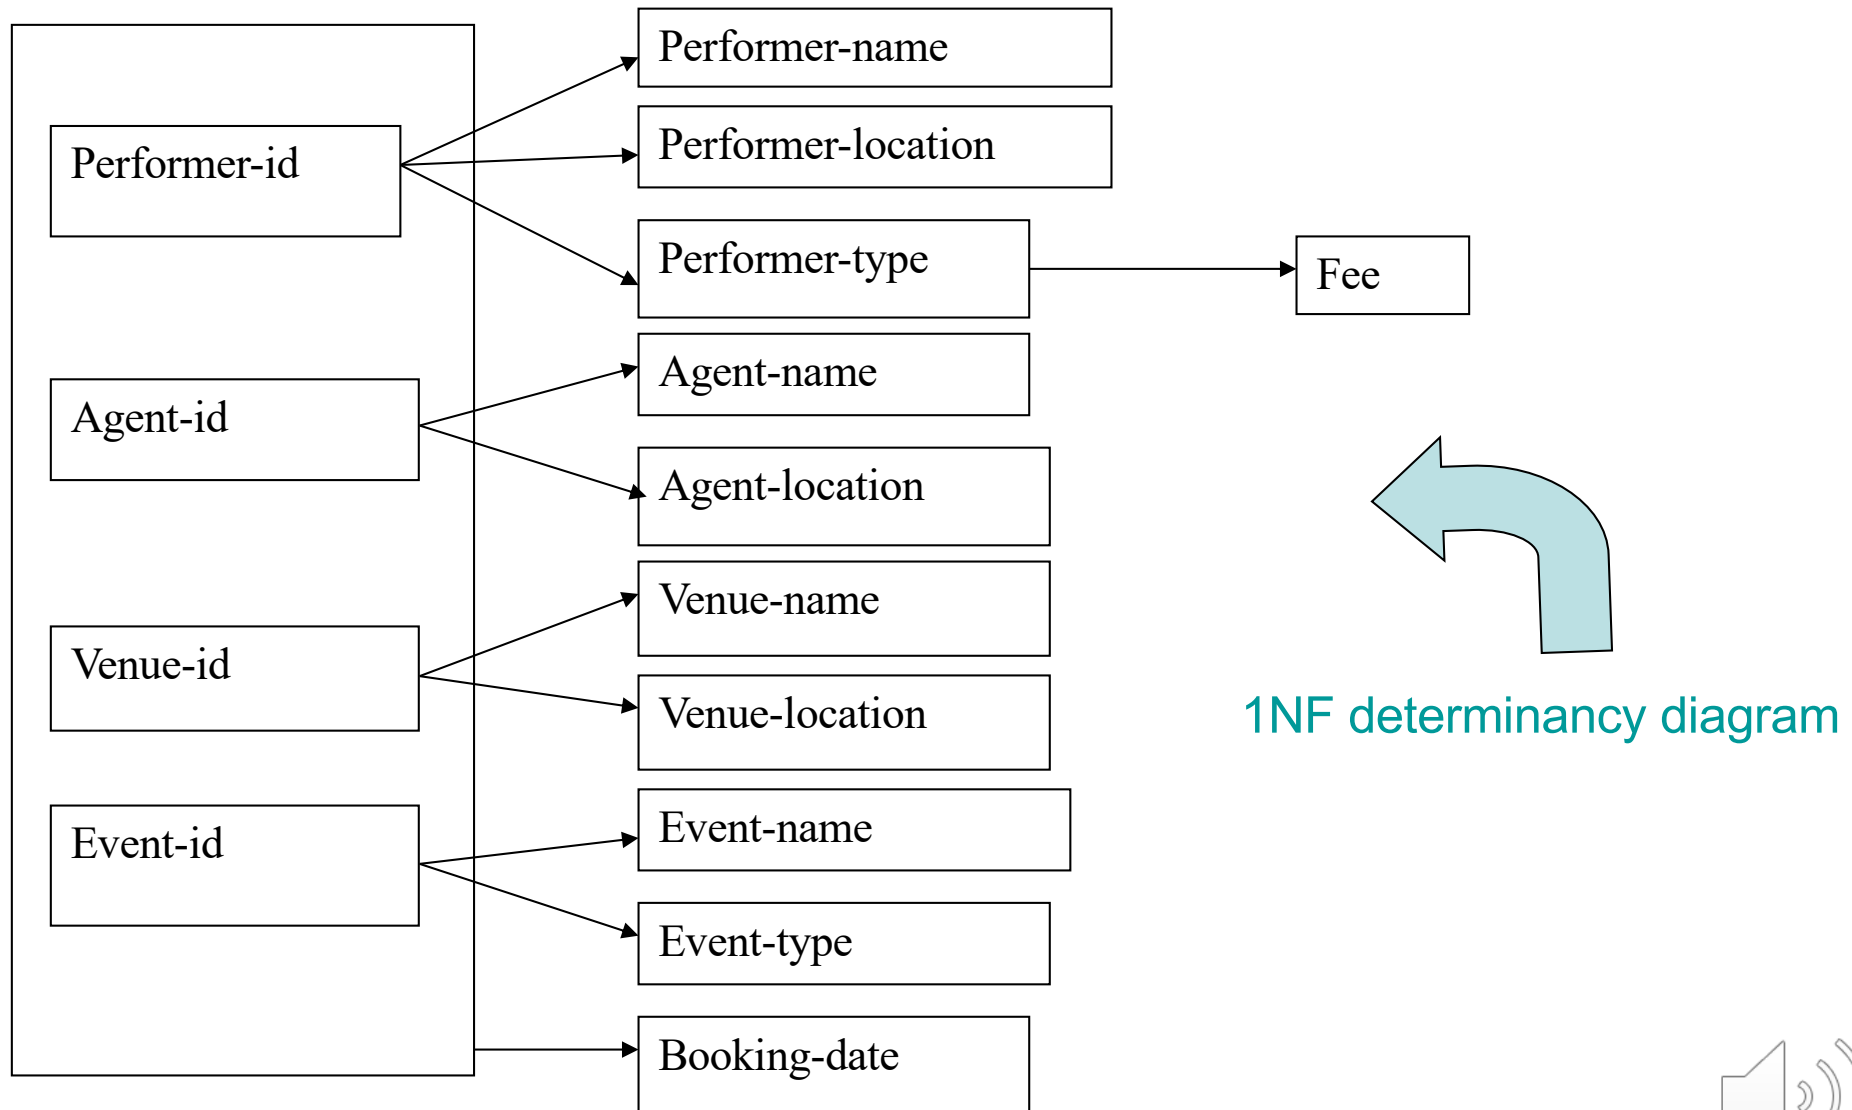 Performer-name
Performer-id
Performer-location
Performer-type
Fee
Agent-name
Agent-id
Agent-location
Venue-name
Venue-id
Venue-location
1NF determinancy diagram
Event-name
Event-id
Event-type
Booking-date